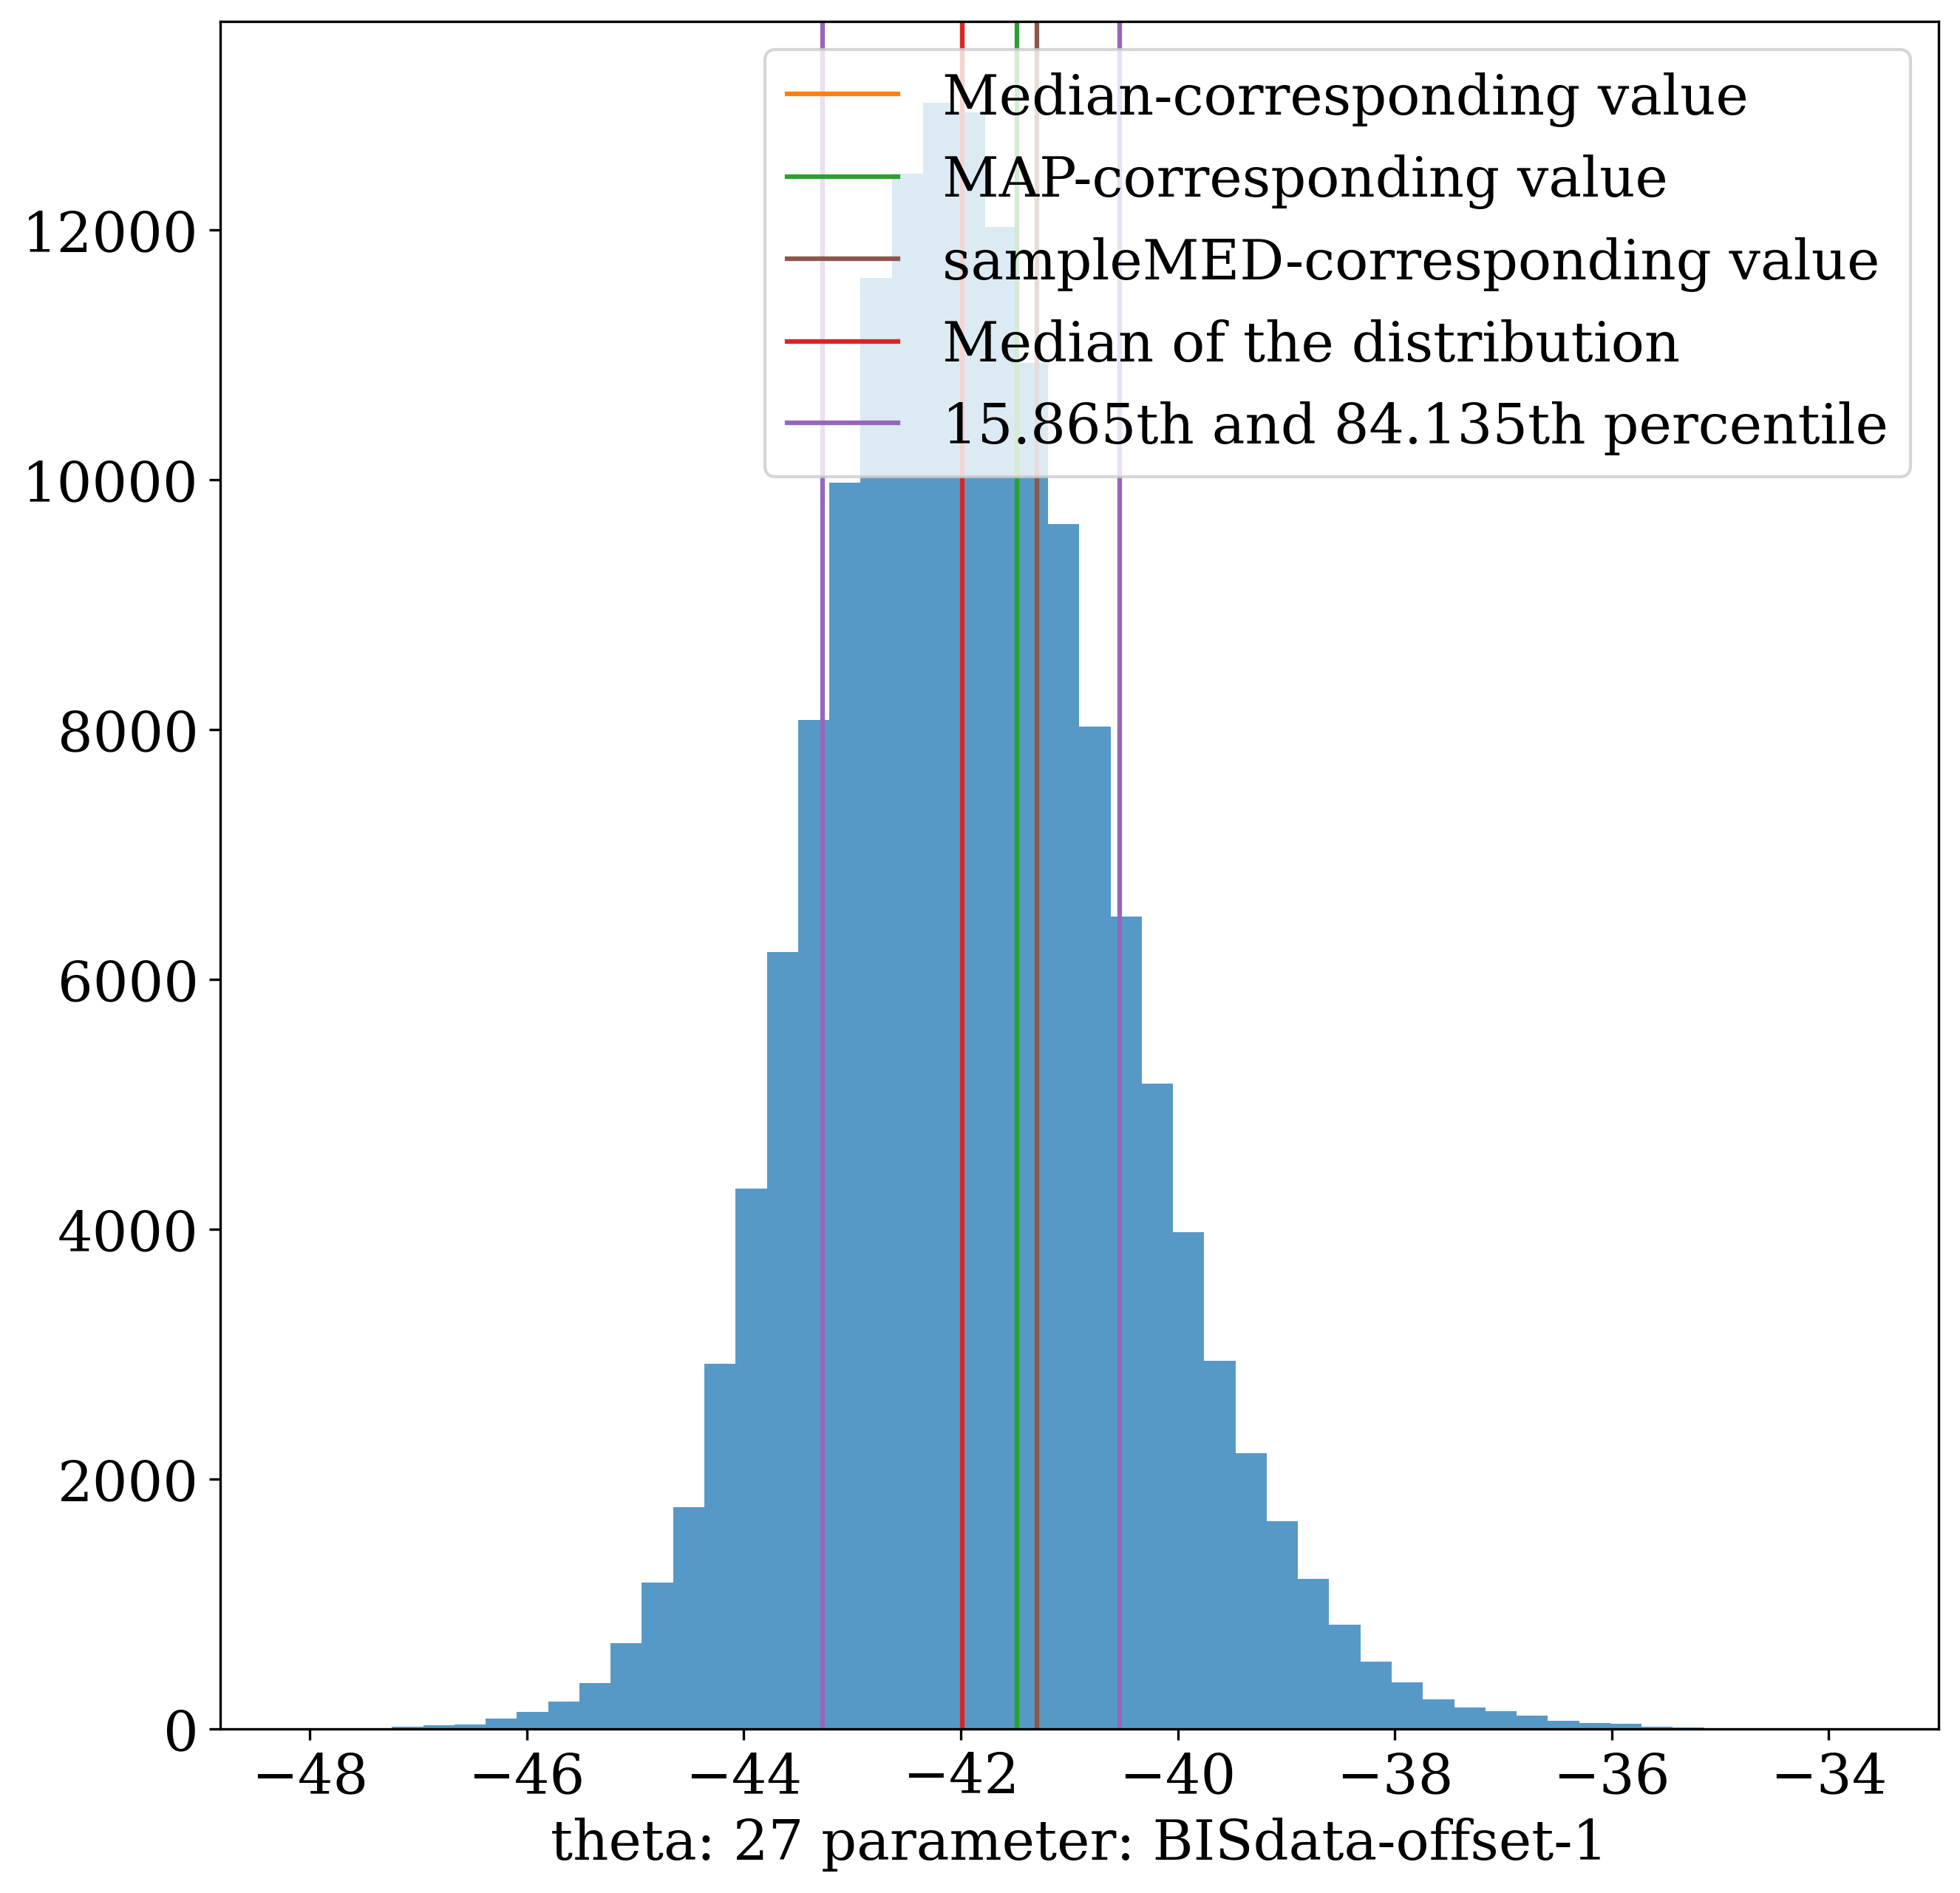 Median-corresponding value
MAP-corresponding value
sampleMED-corresponding value
Median of the distribution
15.865th and 84.135th percentile
12000
10000
8000
6000
4000
2000
0
−48 −46 −44 −42 −40 −38 −36 −34
theta: 27 parameter: BISdata-offset-1